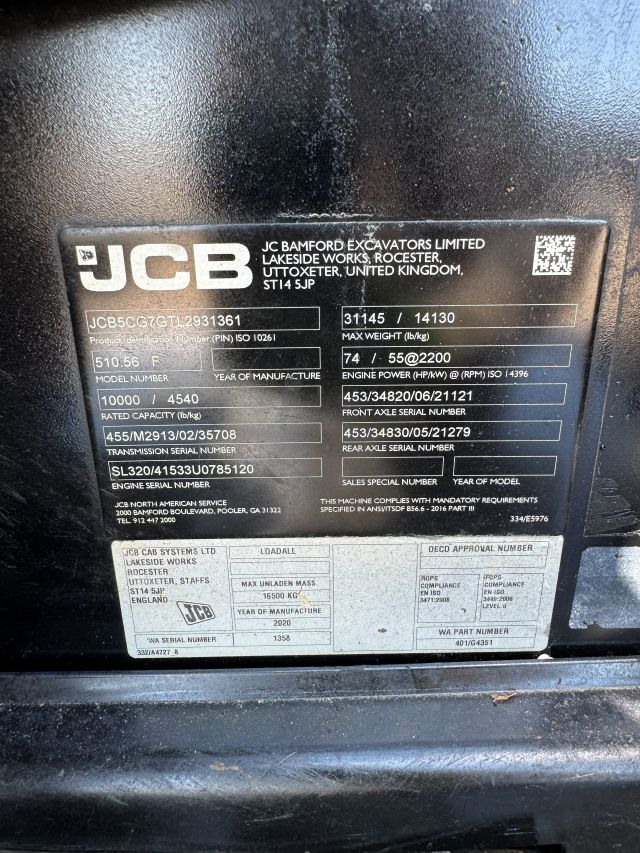 JCB
JC BAMFORD EXCAVATORS LIMITED
LAKESIDE WORKS, ROCESTER,
UTTOXETER, UNITED KINGDOM,
ST14 5JP
JCB5CG7GTL2931361
Product Identification Number (PIN) ISO 10261
31145 / 14130
MAX WEIGHT (lb/kg)
510.56 F
MODEL NUMBER
YEAR OF MANUFACTURE
74 / 55@2200
ENGINE POWER (HP/kW) @ (RPM) ISO 14396
10000 / 4540
RATED CAPACITY (lb/kg)
453/34820/06/21121
FRONT AXLE SERIAL NUMBER
455/M2913/02/35708
TRANSMISSION SERIAL NUMBER
453/34830/05/21279
REAR AXLE SERIAL NUMBER
SL320/41533U0785120
ENGINE SERIAL NUMBER
SALES SPECIAL NUMBER
YEAR OF MODEL
JCB NORTH AMERICAN SERVICE
2000 BAMFORD BOULEVARD, POOLER, GA 31322
TEL. 912 447 2000
THIS MACHINE COMPLIES WITH MANDATORY REQUIREMENTS
SPECIFIED IN ANSI/ITSDF B56.6 - 2016 PART III
334/E5976
JCB CAB SYSTEMS LTD
LAKESIDE WORKS
ROCESTER
UTTOXETER, STAFFS
ST14 5JP
ENGLAND
JCB
WA SERIAL NUMBER
332/A4727_6
LOADALL
MAX UNLADEN MASS
16500 KG
YEAR OF MANUFACTURE
2020
1358
OECD APPROVAL NUMBER
ROPS
COMPLIANCE
EN ISO
3471:2008
FOPS
COMPLIANCE
EN ISO
3449:2008
LEVEL II
WA PART NUMBER
401/G4351